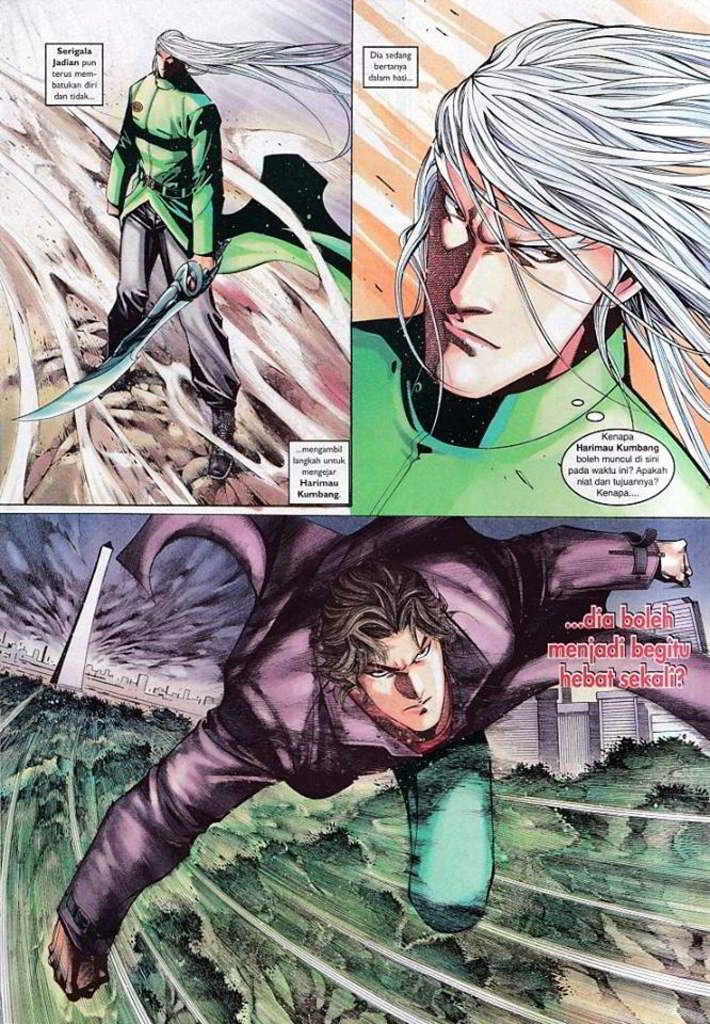 Serigala
Jadian pun
terus mem-
batukan diri
dan tidak...
...mengambil
langkah untuk
mengejar
Harimau
Kumbang.
Dia sedang
bertanya
dalam hati...
Kenapa
Harimau Kumbang
boleh muncul di sini
pada waktu ini? Apakah
niat dan tujuannya?
Kenapa....
...dia boleh
menjadi begitu
hebat sekali?